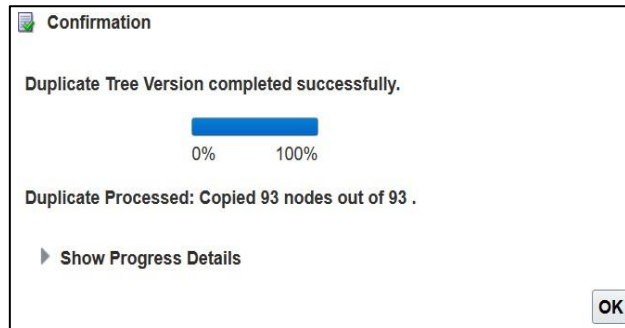 Confirmation
Duplicate Tree Version completed successfully.
0% 100%
Duplicate Processed: Copied 93 nodes out of 93 .
Show Progress Details
OK